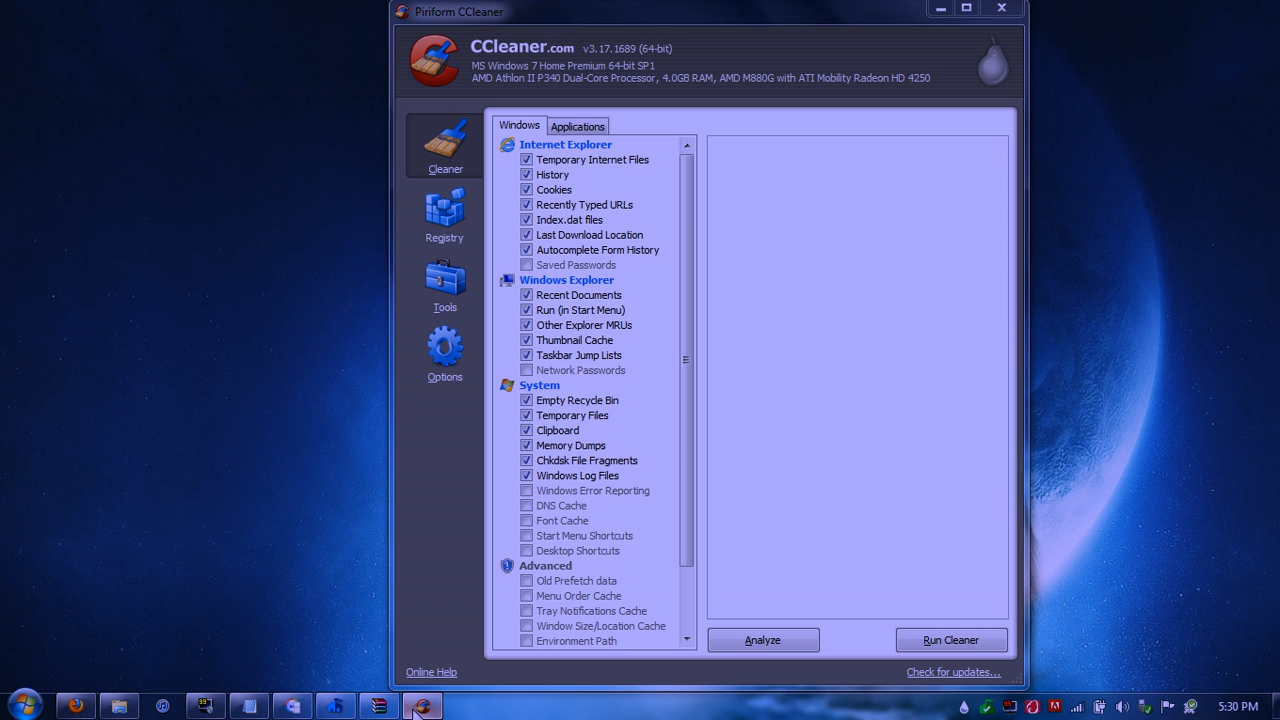 Piriform CCleaner
CCleaner.com v3.17.1689 (64-bit)
MS Windows 7 Home Premium 64-bit SP1
AMD Athlon II P340 Dual-Core Processor, 4.0GB RAM, AMD M880G with ATI Mobility Radeon HD 4250
Cleaner
Registry
Tools
Options
Windows Applications
Internet Explorer
Temporary Internet Files
History
Cookies
Recently Typed URLs
Index.dat files
Last Download Location
Autocomplete Form History
Saved Passwords
Windows Explorer
Recent Documents
Run (in Start Menu)
Other Explorer MRUs
Thumbnail Cache
Taskbar Jump Lists
Network Passwords
System
Empty Recycle Bin
Temporary Files
Clipboard
Memory Dumps
Chkdsk File Fragments
Windows Log Files
Windows Error Reporting
DNS Cache
Font Cache
Start Menu Shortcuts
Desktop Shortcuts
Advanced
Old Prefetch data
Menu Order Cache
Tray Notifications Cache
Window Size/Location Cache
Environment Path
Analyze Run Cleaner
Online Help Check for updates...
5:30 PM